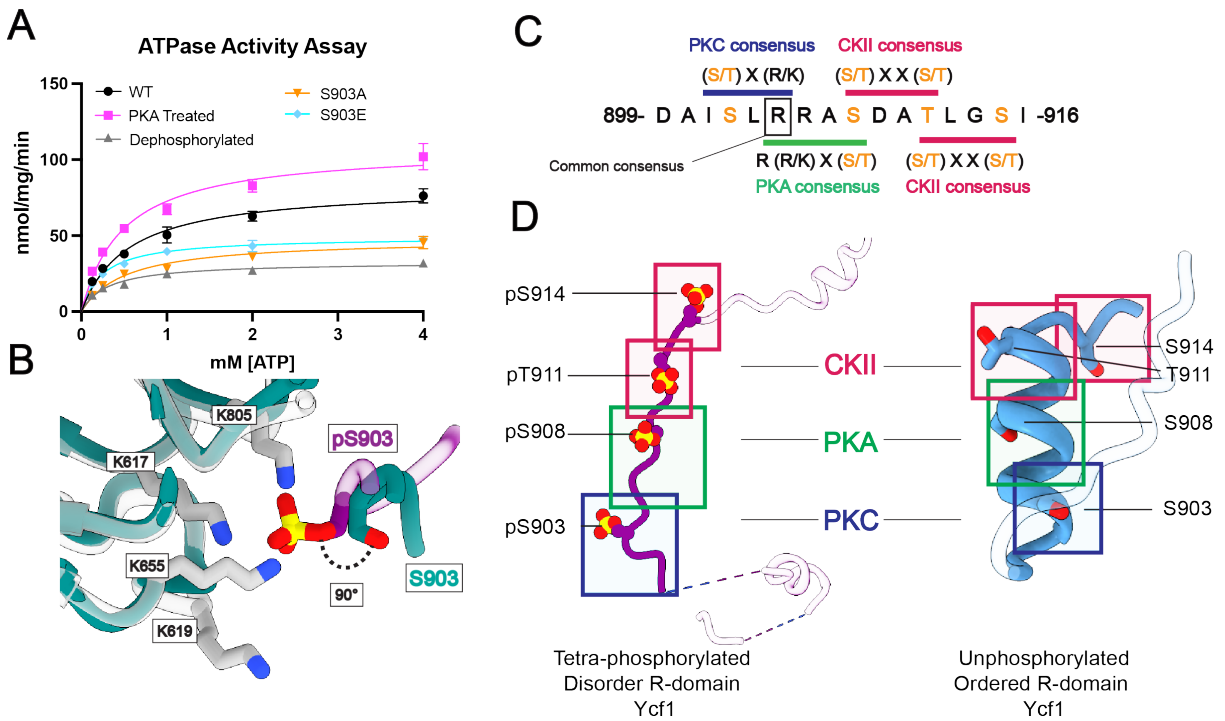 A
ATPase Activity Assay
nmol/mg/min
150
100
50
0
WT
PKA Treated
Dephosphorylated
S903A
S903E
0
1
2
3
4
mM [ATP]
B
K805
K617
K655
K619
pS903
S903
90°
C
PKC consensus
CKII consensus
(S/T) X (R/K)
(S/T) X X (S/T)
899- D A I S L R R A S D A T L G S I -916
Common consensus
R (R/K) X (S/T)
(S/T) X X (S/T)
PKA consensus
CKII consensus
D
pS914
pT911
pS908
pS903
CKII
PKA
PKC
S914
T911
S908
S903
Tetra-phosphorylated
Disorder R-domain
Ycf1
Unphosphorylated
Ordered R-domain
Ycf1